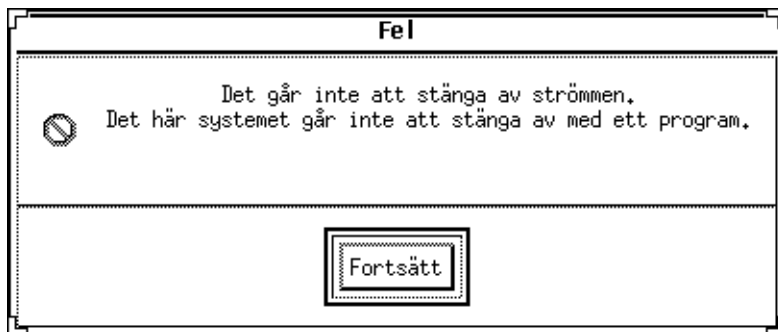 Fel
Det går inte att stänga av strömmen.
Det här systemet går inte att stänga av med ett program.
Fortsätt